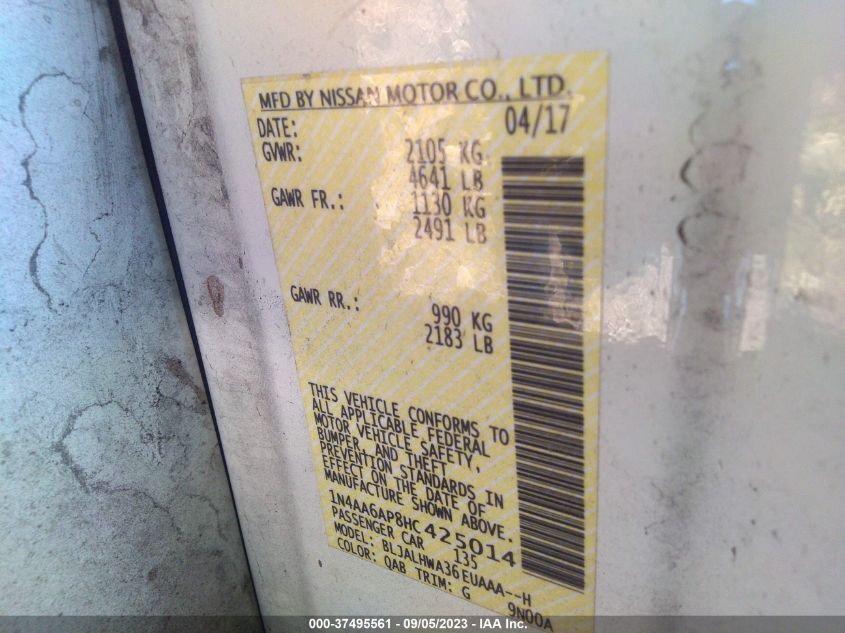 MFD BY NISSAN MOTOR CO., LTD.
DATE: 04/17
GVWR: 2105 KG
4641 LB
GAWR FR.: 1130 KG
2491 LB
GAWR RR.: 990 KG
2183 LB
THIS VEHICLE CONFORMS TO
ALL APPLICABLE FEDERAL
MOTOR VEHICLE SAFETY,
BUMPER, AND THEFT
PREVENTION STANDARDS IN
EFFECT ON THE DATE OF
MANUFACTURE SHOWN ABOVE.
1N4AA6AP8HC425014
PASSENGER CAR 135
MODEL: BLJALHWA36EUAAA--H
COLOR: QAB TRIM: G 9N00A
000-37495561 - 09/05/2023 - IAA Inc.